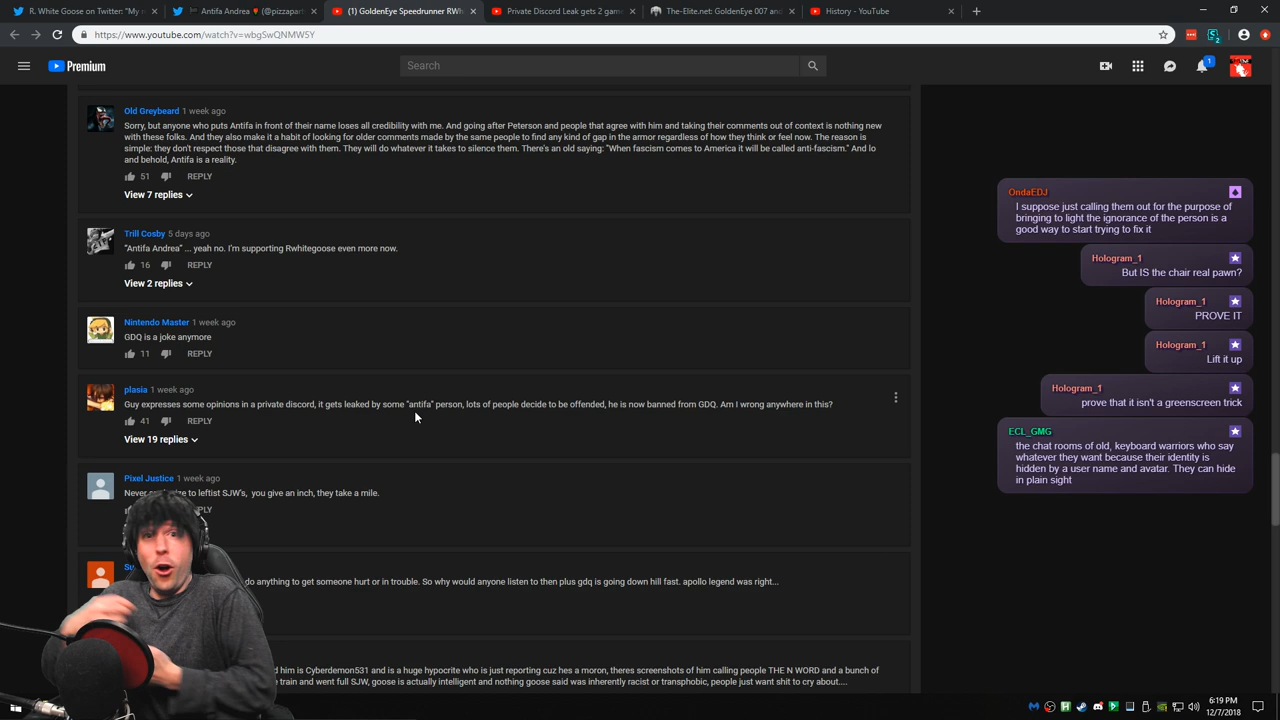 R. White Goose on Twitter: "My n
Antifa Andrea (@pizzaparty
(1) GoldenEye Speedrunner RWh
Private Discord Leak gets 2 game
The-Elite.net: GoldenEye 007 and
History - YouTube
https://www.youtube.com/watch?v=wbgSwQNMW5Y
Premium
Search
1
Old Greybeard 1 week ago
Sorry, but anyone who puts Antifa in front of their name loses all credibility with me. And going after Peterson and people that agree with him and taking their comments out of context is nothing new
with these folks. And they also make it a habit of looking for older comments made by the same people to find any kind of gap in the armor regardless of how they think or feel now. The reason is
simple: they don't respect those that disagree with them. They will do whatever it takes to silence them. There's an old saying: "When fascism comes to America it will be called anti-fascism." And lo
and behold, Antifa is a reality.
51 REPLY
View 7 replies
Trill Cosby 5 days ago
"Antifa Andrea" ... yeah no. I'm supporting Rwhitegoose even more now.
16 REPLY
View 2 replies
Nintendo Master 1 week ago
GDQ is a joke anymore
11 REPLY
plasia 1 week ago
Guy expresses some opinions in a private discord, it gets leaked by some "antifa" person, lots of people decide to be offended, he is now banned from GDQ. Am I wrong anywhere in this?
41 REPLY
View 19 replies
Pixel Justice 1 week ago
Never to leftist SJW's, you give an inch, they take a mile.
do anything to get someone hurt or in trouble. So why would anyone listen to then plus gdq is going down hill fast. apollo legend was right...
him is Cyberdemon531 and is a huge hypocrite who is just reporting cuz hes a moron, theres screenshots of him calling people THE N WORD and a bunch of
train and went full SJW, goose is actually intelligent and nothing goose said was inherently racist or transphobic, people just want shit to cry about....
OndaEDJ
I suppose just calling them out for the purpose of
bringing to light the ignorance of the person is a
good way to start trying to fix it
Hologram_1
But IS the chair real pawn?
Hologram_1
PROVE IT
Hologram_1
Lift it up
Hologram_1
prove that it isn't a greenscreen trick
ECL_GMG
the chat rooms of old, keyboard warriors who say
whatever they want because their identity is
hidden by a user name and avatar. They can hide
in plain sight
6:19 PM
12/7/2018